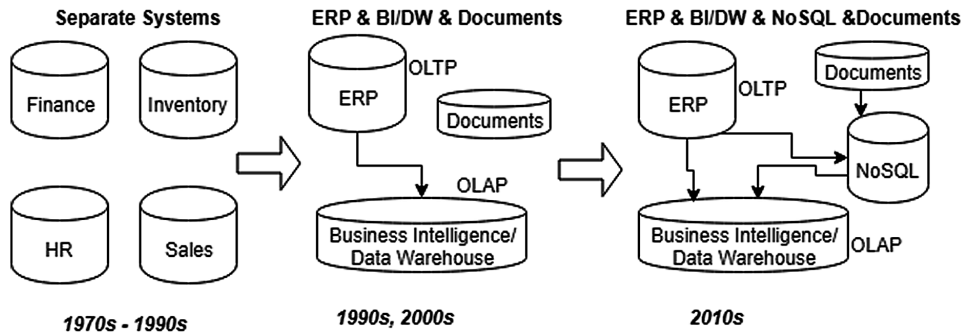 Separate Systems
Finance
Inventory
HR
Sales
1970s - 1990s
ERP & BI/DW & Documents
OLTP
ERP
Documents
OLAP
Business Intelligence/
Data Warehouse
1990s, 2000s
ERP & BI/DW & NoSQL &Documents
Documents
OLTP
ERP
NoSQL
Business Intelligence/
Data Warehouse
OLAP
2010s